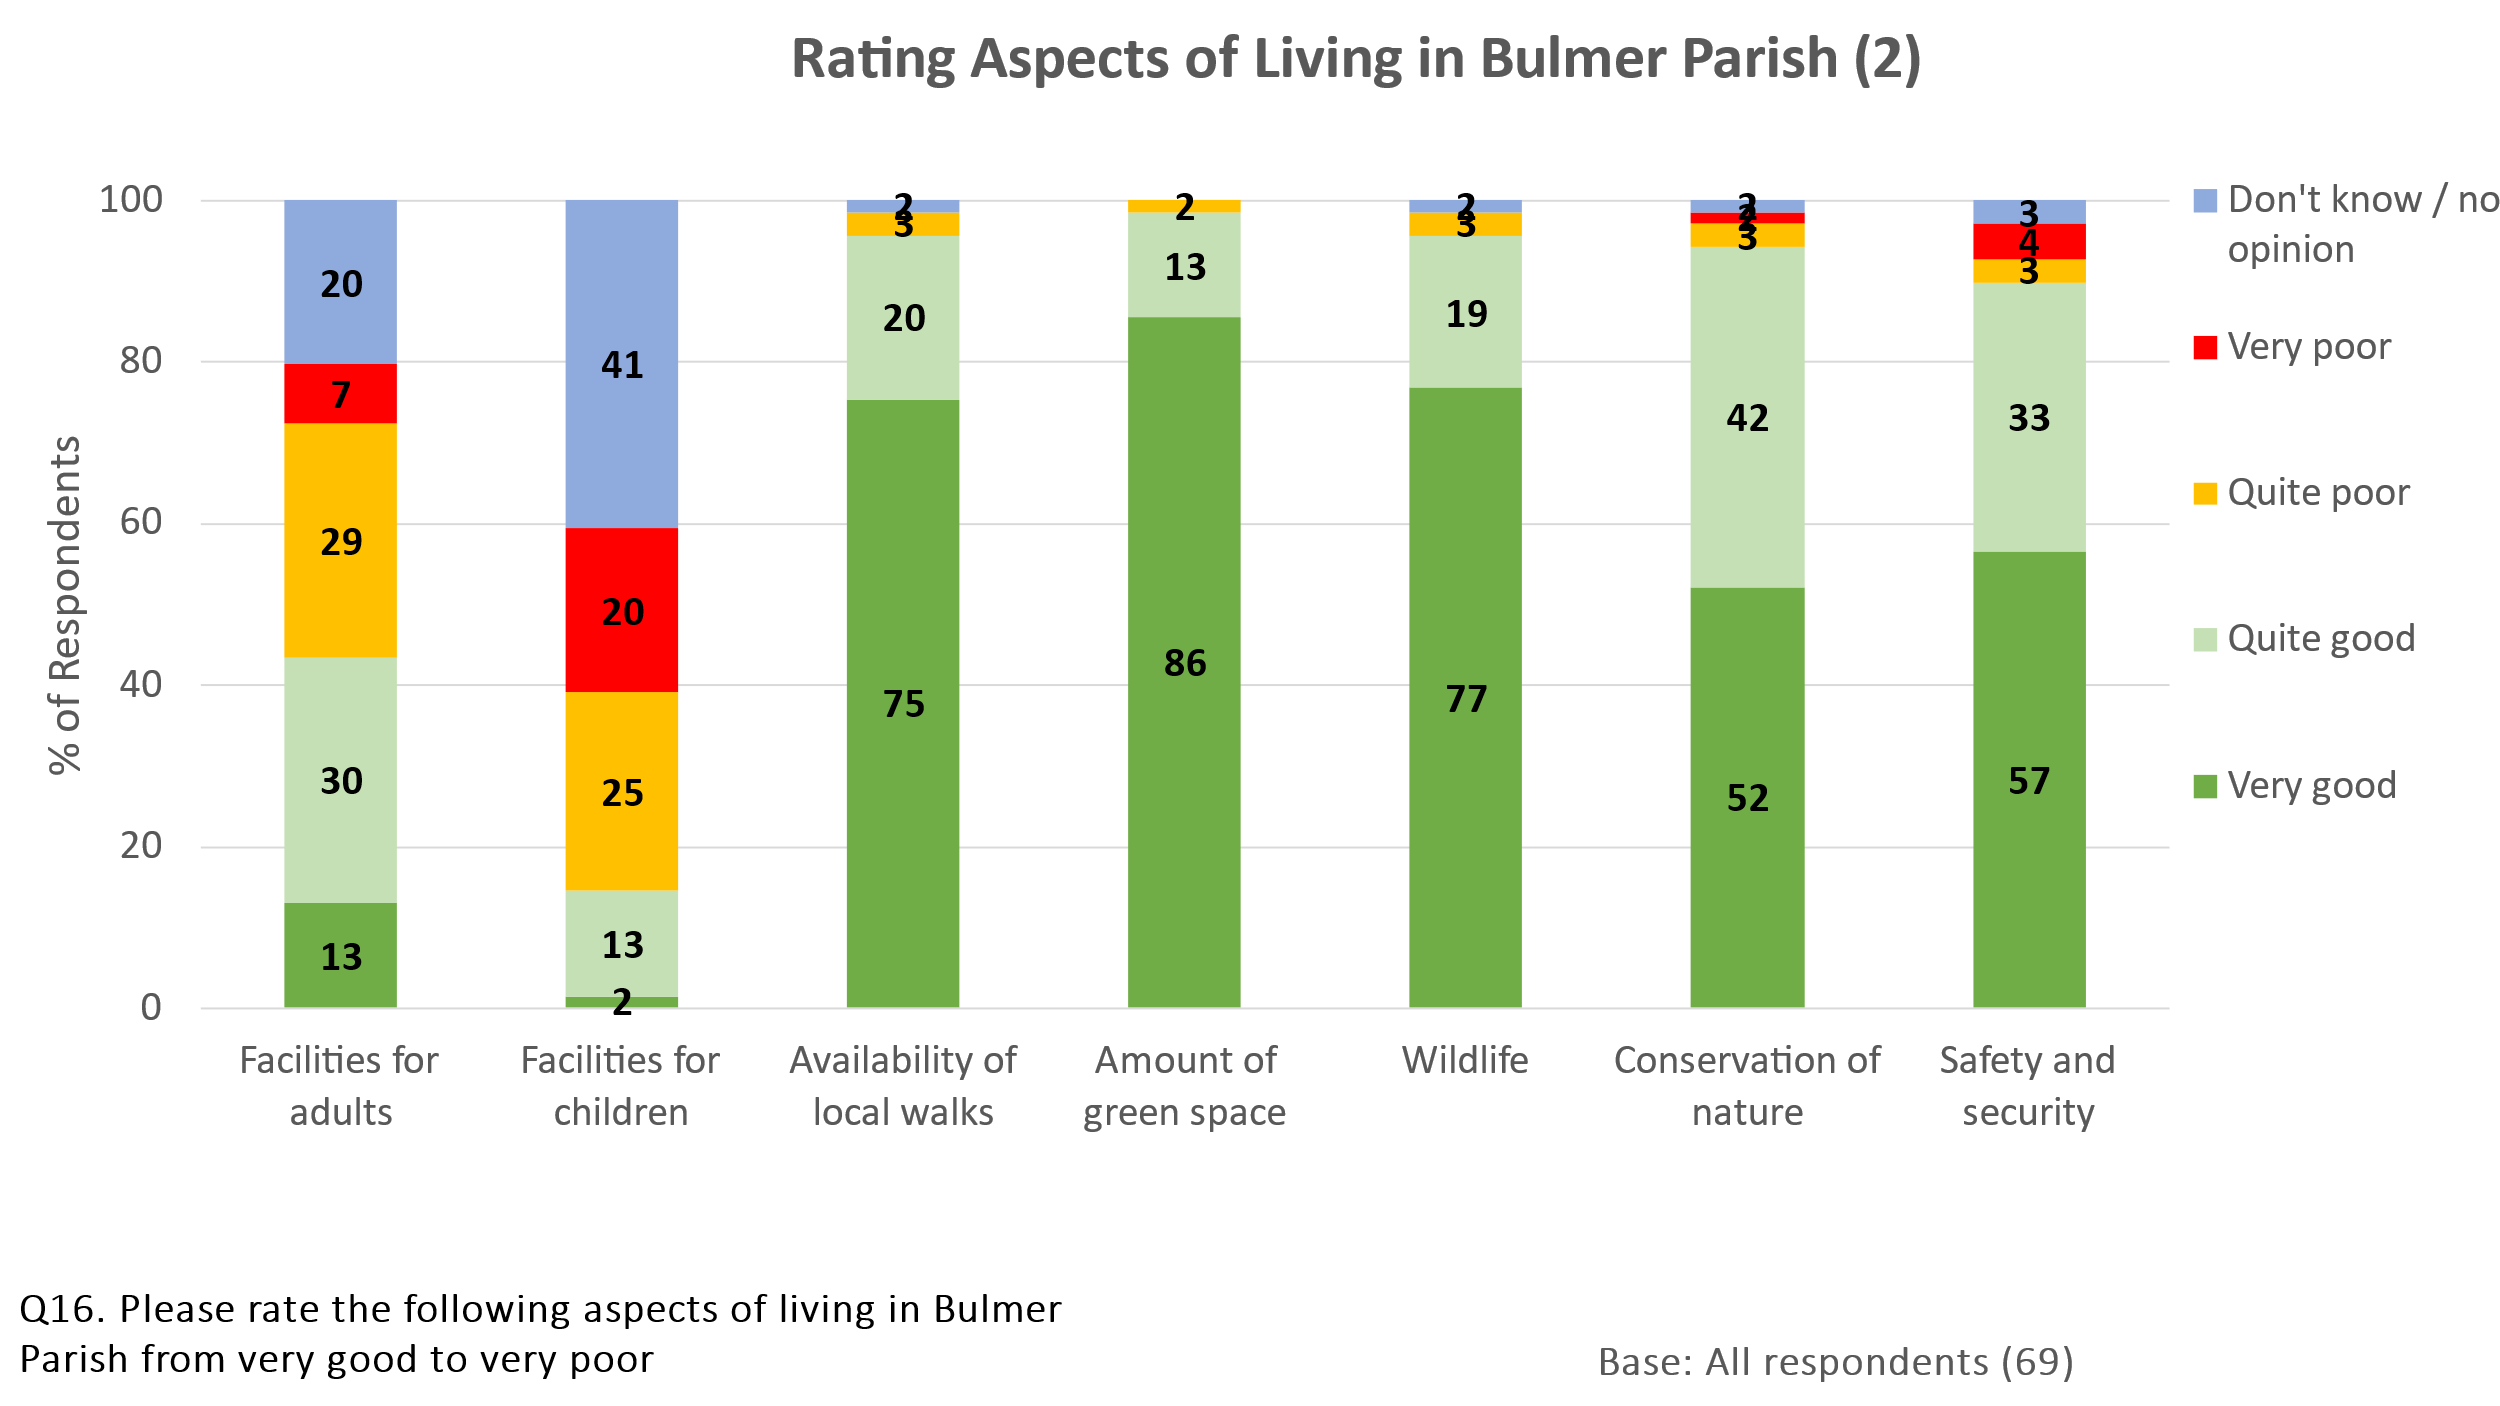 Rating Aspects of Living in Bulmer Parish (2)
% of Respondents
100
80
60
40
20
0
20
7
29
30
13
41
20
25
13
2
2
3
20
75
2
13
86
2
3
19
77
2
2
3
42
52
3
4
3
33
57
Facilities for
adults
Facilities for
children
Availability of
local walks
Amount of
green space
Wildlife
Conservation of
nature
Safety and
security
Don't know / no
opinion
Very poor
Quite poor
Quite good
Very good
Q16. Please rate the following aspects of living in Bulmer
Parish from very good to very poor
Base: All respondents (69)